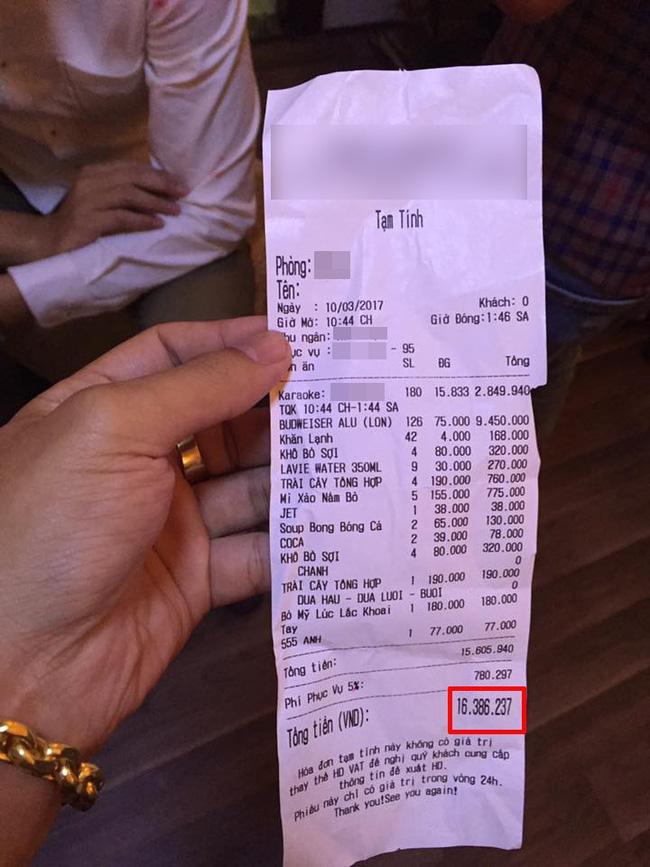 Tạm Tính
Phòng:
Tên:
Ngày : 10/03/2017 Khách: 0
Giờ Mở: 10:44 CH Giờ Đóng:1:46 SA
hu ngân:
ục vụ : - 95
n ăn SL ĐG Tổng
Karaoke: 180 15.833 2.849.940
TQK 10:44 CH-1:44 SA
BUDWEISER ALU (LON) 126 75.000 9.450.000
Khăn Lạnh 42 4.000 168.000
KHÔ BÒ SỢI 4 80.000 320.000
LAVIE WATER 350ML 9 30.000 270.000
TRÁI CÂY TỔNG HỢP 4 190.000 760.000
Mì Xào Nấm Bò 5 155.000 775.000
JET 1 38.000 38.000
Soup Bong Bóng Cá 2 65.000 130.000
COCA 2 39.000 78.000
KHÔ BÒ SỢI 4 80.000 320.000
CHANH 0
TRÁI CÂY TỔNG HỢP 1 190.000 190.000
DUA HAU - DUA LUOI - BUOI 0
Bò Mỹ Lúc Lắc Khoai 1 180.000 180.000
Tây
555 ANH 1 77.000 77.000
Tổng tiền: 15.605.940
Phí Phục Vụ 5%: 780.297
Tổng tiền (VND): 16.386.237
Hóa đơn tạm tính này không có giá trị
thay thế HD VAT đề nghị quý khách cung cấp
thông tin để xuất HD.
Phiếu này chỉ có giá trị trong vòng 24h.
Thank you!See you again!